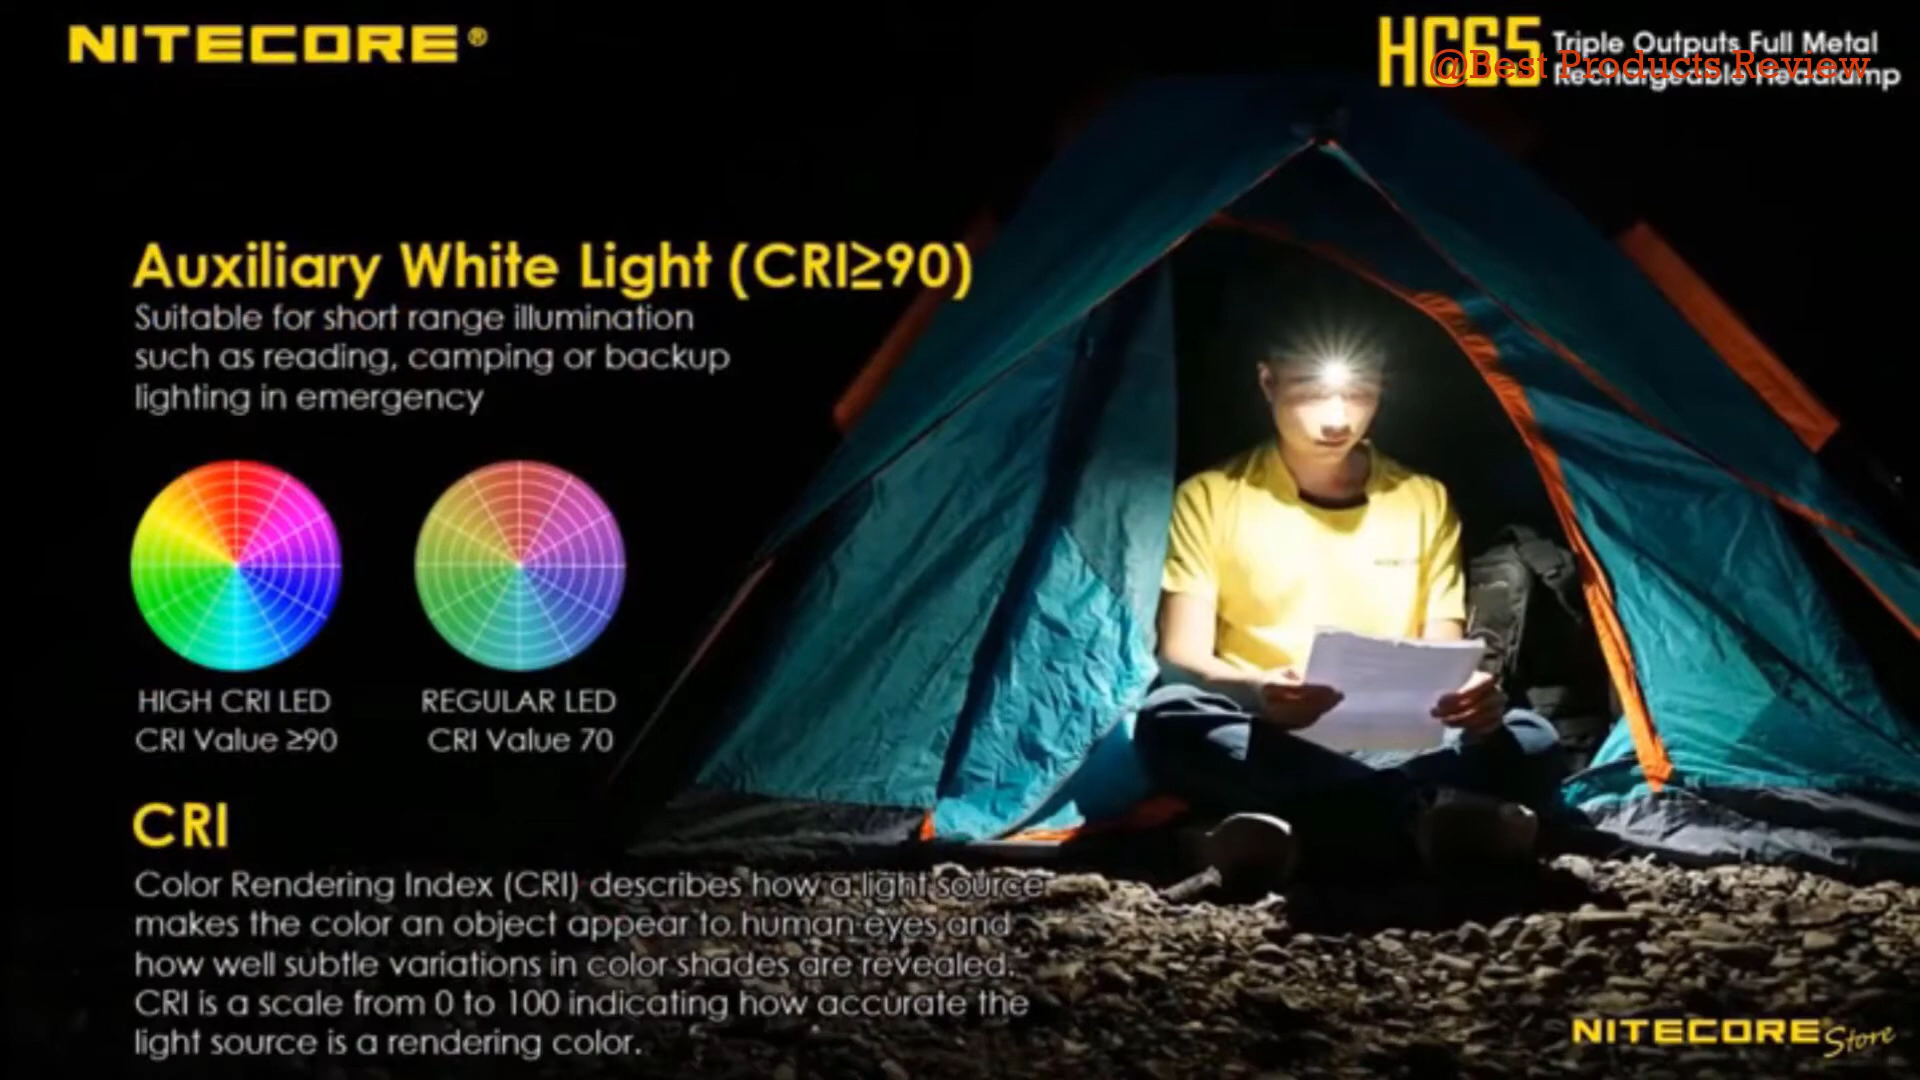 NITECORE®
HC65 Triple Outputs Full Metal
Rechargeable Headlamp
@Best Products Review
Auxiliary White Light (CRI≥90)
Suitable for short range illumination
such as reading, camping or backup
lighting in emergency
HIGH CRI LED
CRI Value ≥90
REGULAR LED
CRI Value 70
CRI
Color Rendering Index (CRI) describes how a light source
makes the color an object appear to human eyes and
how well subtle variations in color shades are revealed.
CRI is a scale from 0 to 100 indicating how accurate the
light source is a rendering color.
NITECORE® Store